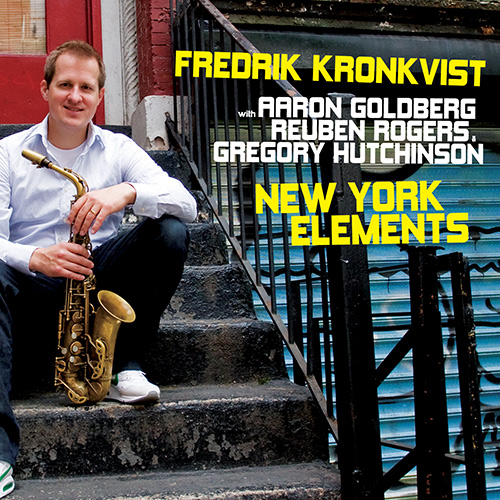 FREDRIK KRONKVIST
with AARON GOLDBERG
REUBEN ROGERS,
GREGORY HUTCHINSON
NEW YORK
ELEMENTS